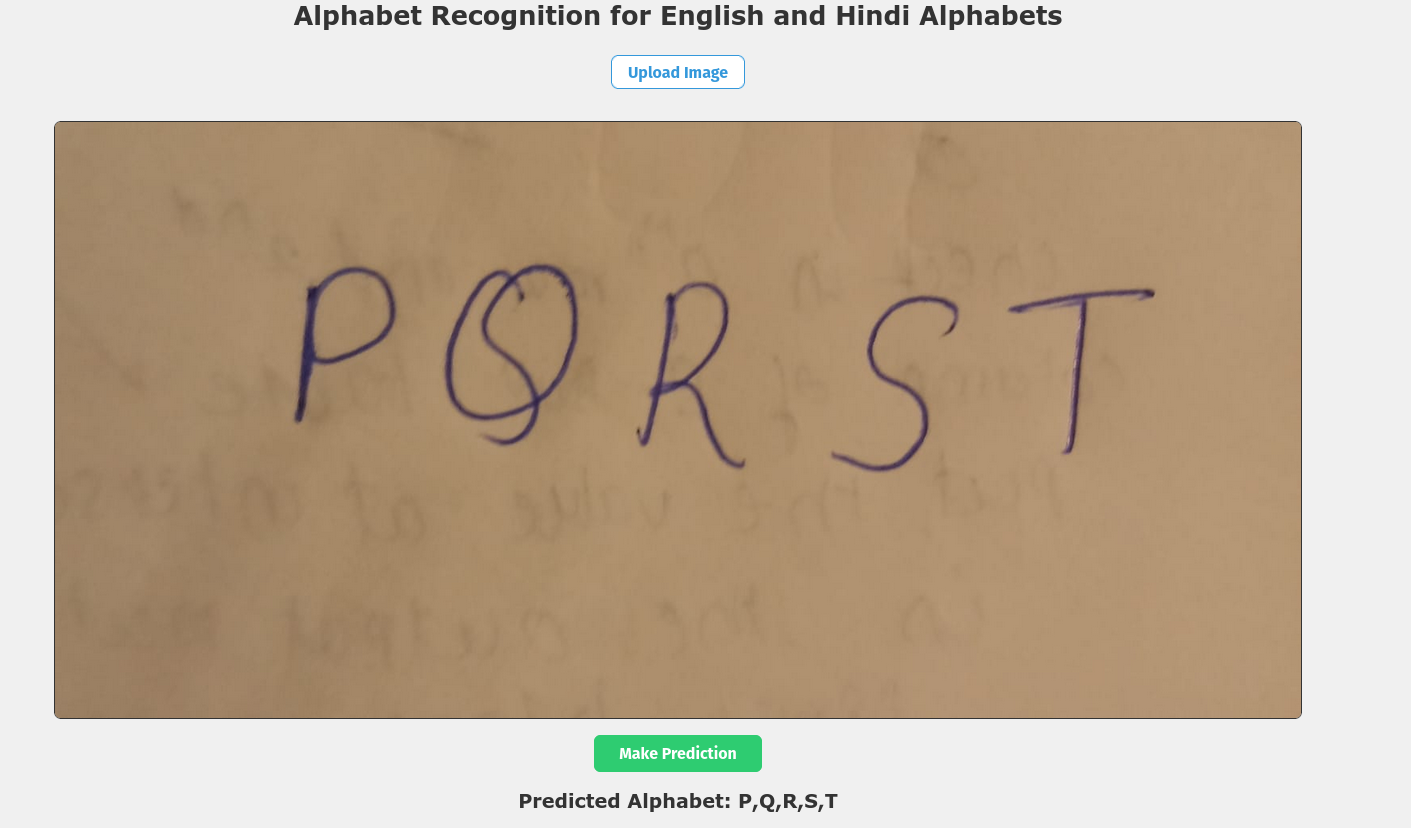 Alphabet Recognition for English and Hindi Alphabets
Upload Image
P Q R S T
Make Prediction
Predicted Alphabet: P,Q,R,S,T